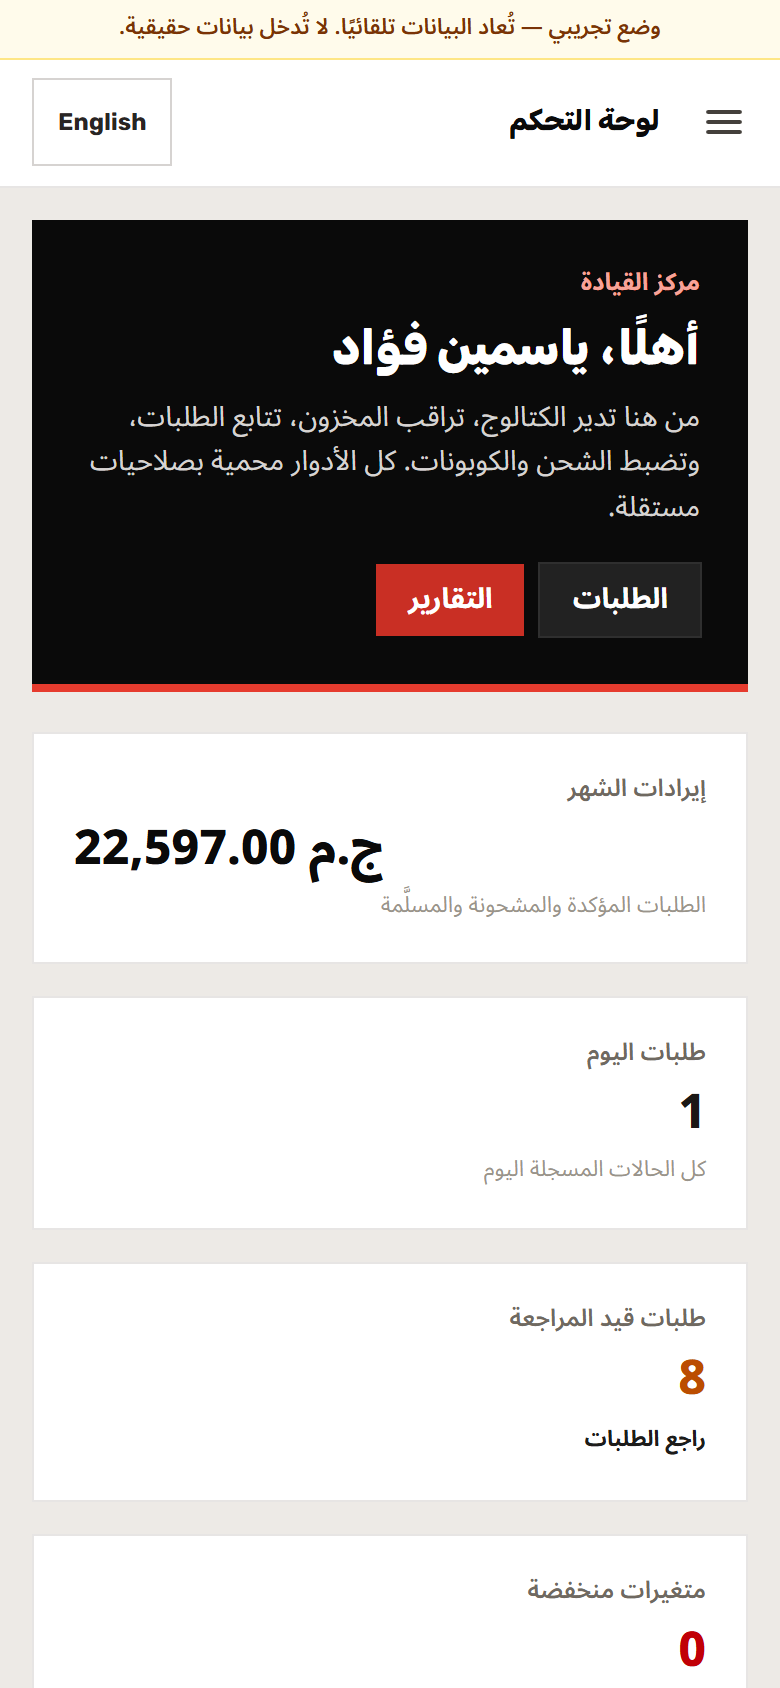 وضع تجريبي — تُعاد البيانات تلقائيًا. لا تُدخل بيانات حقيقية.
لوحة التحكم
English
مركز القيادة
أهلًا، ياسمين فؤاد
من هنا تدير الكتالوج، تراقب المخزون، تتابع الطلبات،
وتضبط الشحن والكوبونات. كل الأدوار محمية بصلاحيات
مستقلة.
الطلبات
التقارير
إيرادات الشهر
22,597.00 ج.م
الطلبات المؤكدة والمشحونة والمسلَّمة
طلبات اليوم
1
كل الحالات المسجلة اليوم
طلبات قيد المراجعة
8
راجع الطلبات
متغيرات منخفضة
0